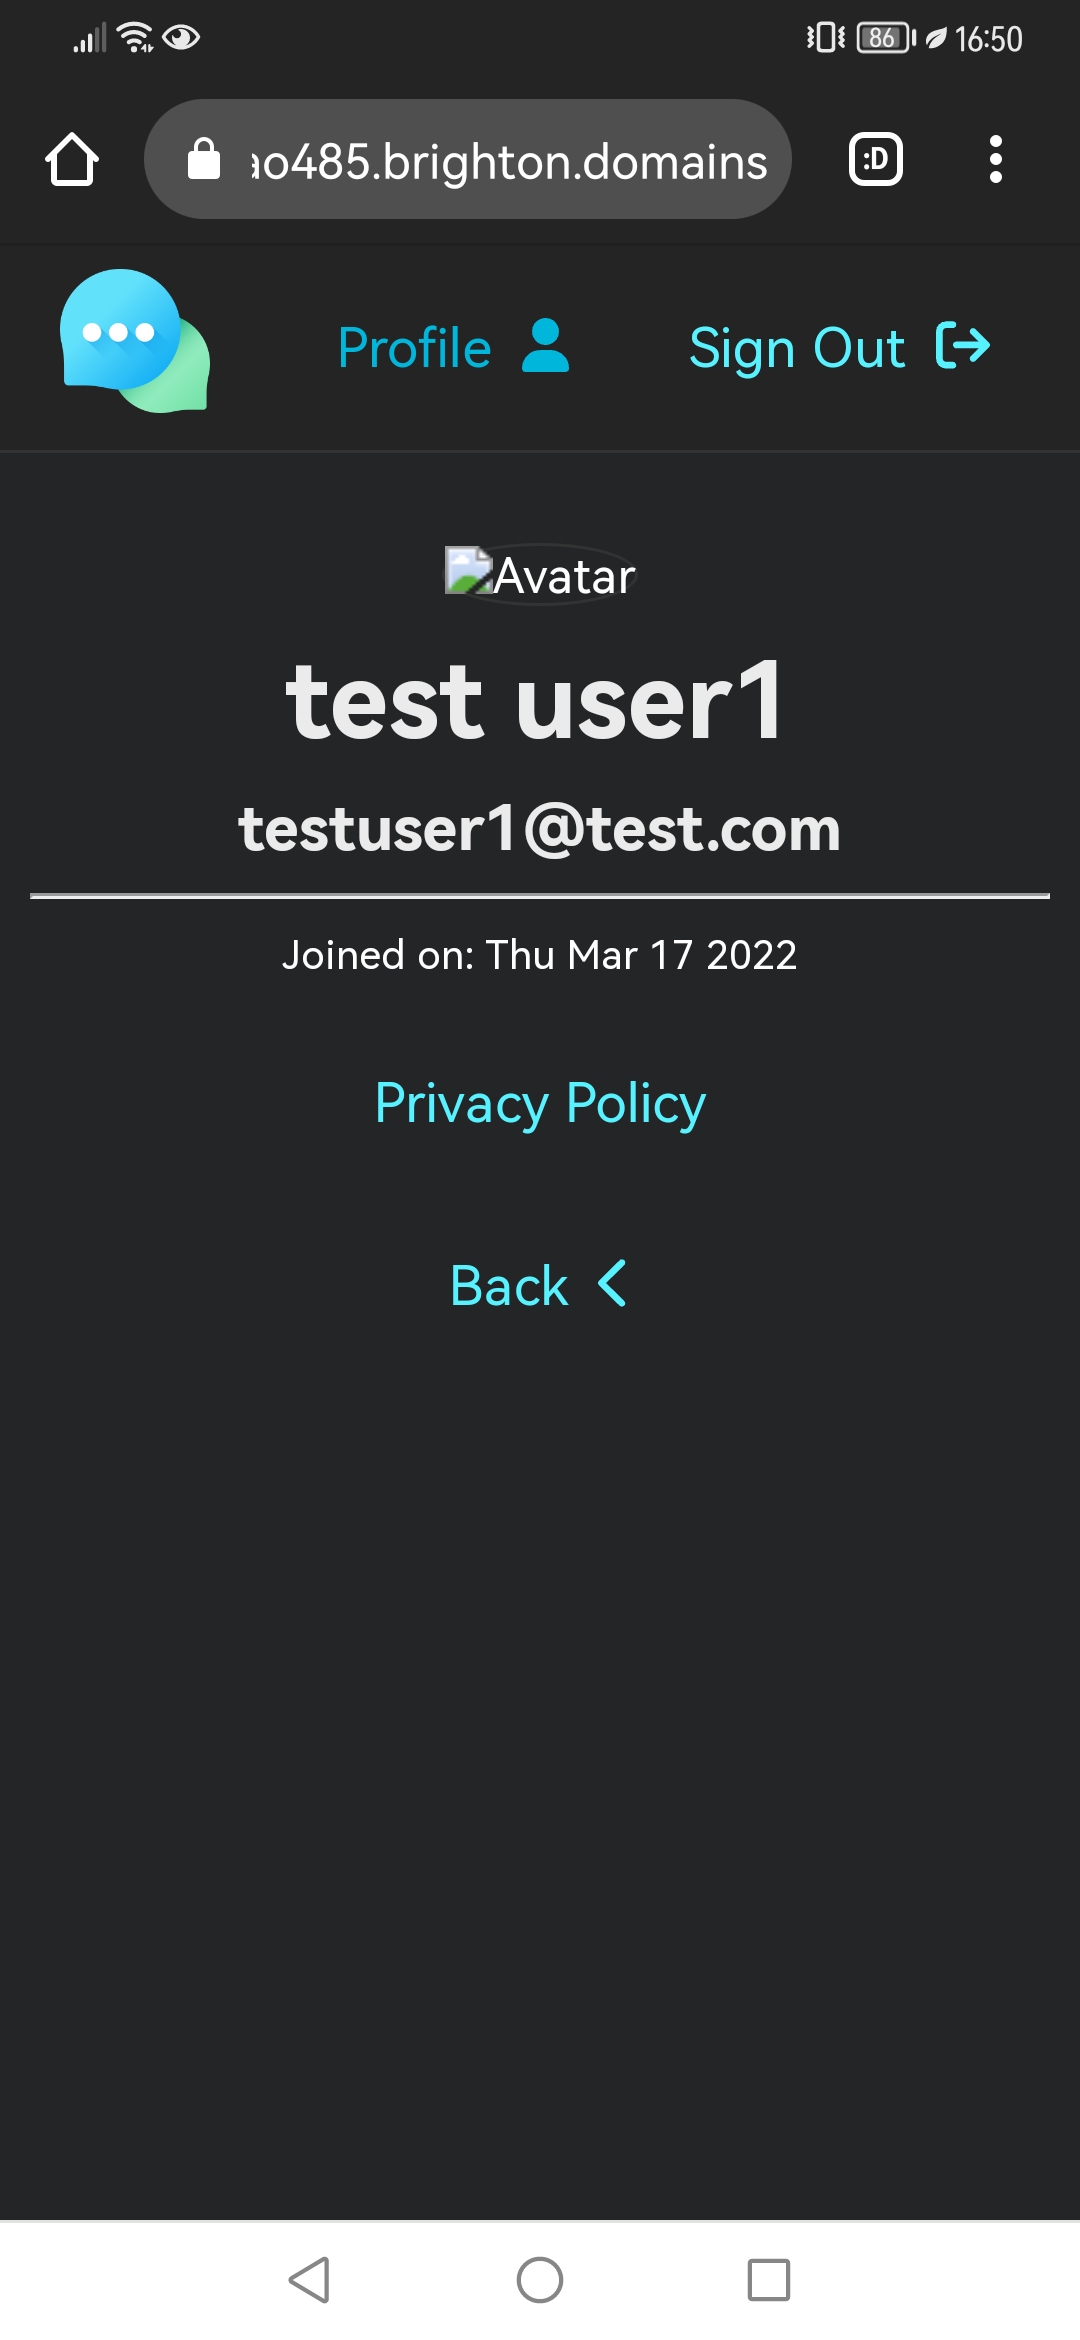 86 16:50
ao485.brighton.domains :D
Profile Sign Out
Avatar
test user1
testuser1@test.com
Joined on: Thu Mar 17 2022
Privacy Policy
Back